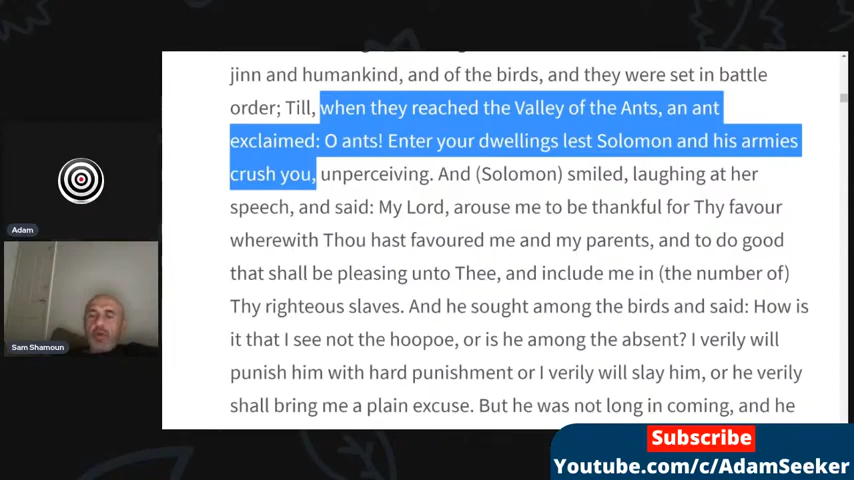 jinn and humankind, and of the birds, and they were set in battle
order; Till, when they reached the Valley of the Ants, an ant
exclaimed: O ants! Enter your dwellings lest Solomon and his armies
crush you, unperceiving. And (Solomon) smiled, laughing at her
speech, and said: My Lord, arouse me to be thankful for Thy favour
wherewith Thou hast favoured me and my parents, and to do good
that shall be pleasing unto Thee, and include me in (the number of)
Thy righteous slaves. And he sought among the birds and said: How is
it that I see not the hoopoe, or is he among the absent? I verily will
punish him with hard punishment or I verily will slay him, or he verily
shall bring me a plain excuse. But he was not long in coming, and he
Adam
Sam Shamoun
Subscribe
Youtube.com/c/AdamSeeker